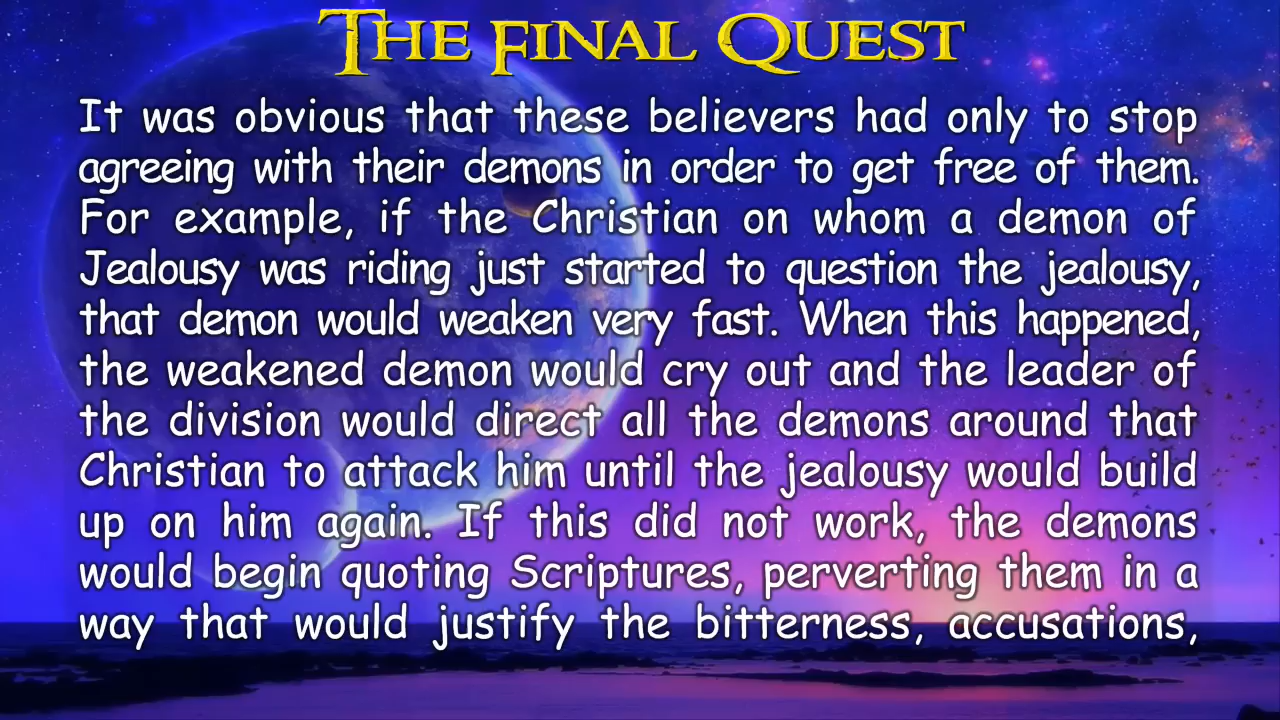 The Final Quest
It was obvious that these believers had only to stop
agreeing with their demons in order to get free of them.
For example, if the Christian on whom a demon of
Jealousy was riding just started to question the jealousy,
that demon would weaken very fast. When this happened,
the weakened demon would cry out and the leader of
the division would direct all the demons around that
Christian to attack him until the jealousy would build
up on him again. If this did not work, the demons
would begin quoting Scriptures, perverting them in a
way that would justify the bitterness, accusations,